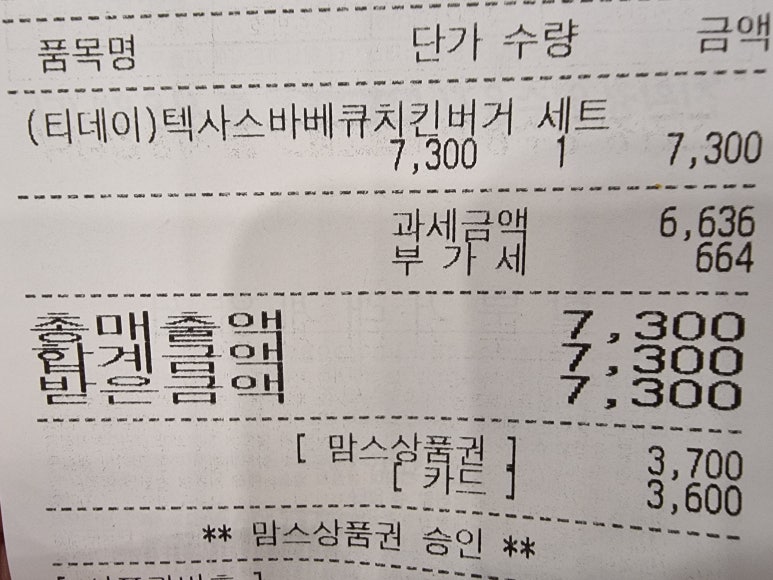 품목명 단가 수량 금액
(티데이)텍사스바베큐치킨버거 세트
7,300 1 7,300
과세금액 6,636
부 가 세 664
총매출액 7,300
합계금액 7,300
받은금액 7,300
[ 맘스상품권 ] 3,700
[ 카드 ] 3,600
** 맘스상품권 승인 **